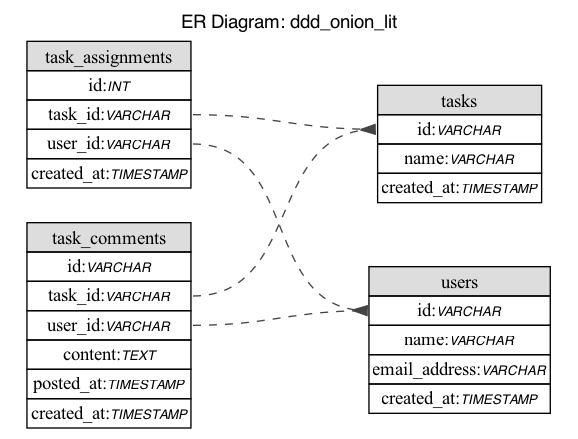 ER Diagram: ddd_onion_lit
task_assignments
id:INT
task_id:VARCHAR
user_id:VARCHAR
created_at:TIMESTAMP
tasks
id:VARCHAR
name:VARCHAR
created_at:TIMESTAMP
task_comments
id:VARCHAR
task_id:VARCHAR
user_id:VARCHAR
content:TEXT
posted_at:TIMESTAMP
created_at:TIMESTAMP
users
id:VARCHAR
name:VARCHAR
email_address:VARCHAR
created_at:TIMESTAMP